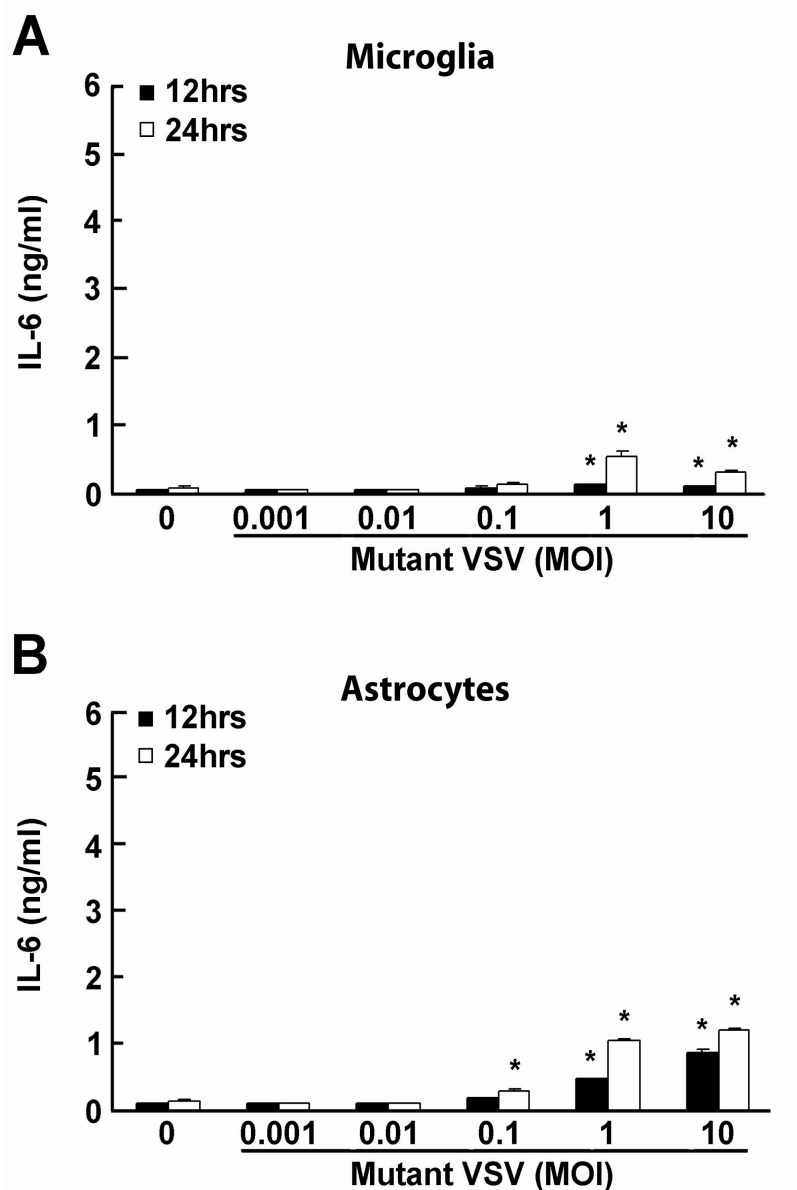 A
Microglia
6
12hrs
24hrs
5
4
3
2
1
0
IL-6 (ng/ml)
* * * *
0 0.001 0.01 0.1 1 10
Mutant VSV (MOI)
B
Astrocytes
6
12hrs
24hrs
5
4
3
2
1
0
IL-6 (ng/ml)
* * * * *
0 0.001 0.01 0.1 1 10
Mutant VSV (MOI)